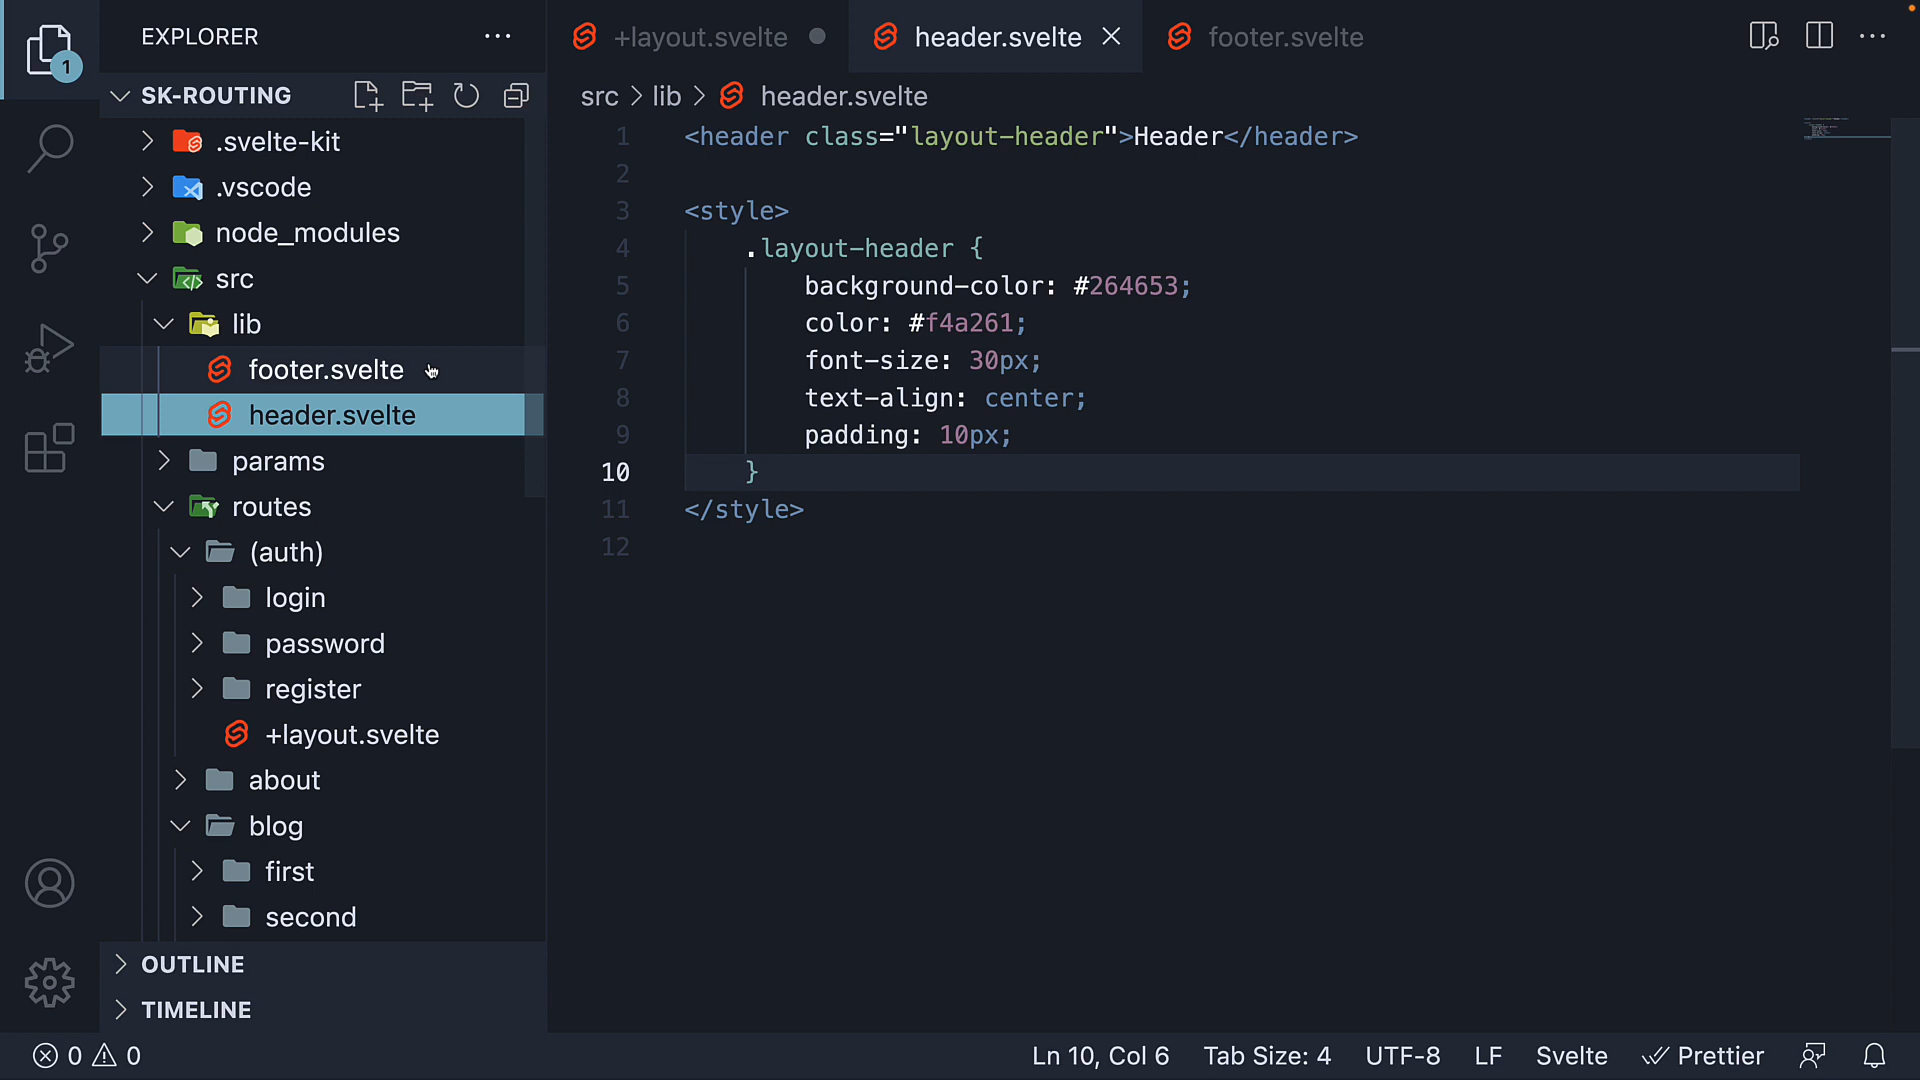 EXPLORER
1
SK-ROUTING
.svelte-kit
.vscode
node_modules
src
lib
footer.svelte
header.svelte
params
routes
(auth)
login
password
register
+layout.svelte
about
blog
first
second
OUTLINE
TIMELINE
+layout.svelte
header.svelte
footer.svelte
src > lib > header.svelte
1 <header class="layout-header">Header</header>
2
3 <style>
4 .layout-header {
5 background-color: #264653;
6 color: #f4a261;
7 font-size: 30px;
8 text-align: center;
9 padding: 10px;
10 }
11 </style>
12
0 0
Ln 10, Col 6 Tab Size: 4 UTF-8 LF Svelte Prettier